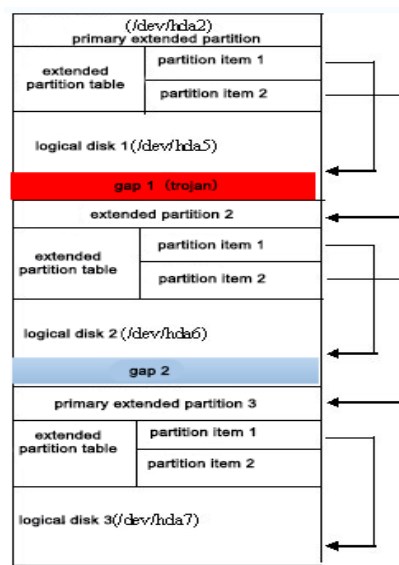 (/dev/hda2)
primary extended partition
extended
partition table
partition item 1
partition item 2
logical disk 1(/dev/hda5)
gap 1 (trojan)
extended partition 2
extended
partition table
partition item 1
partition item 2
logical disk 2(/dev/hda6)
gap 2
primary extended partition 3
extended
partition table
partition item 1
partition item 2
logical disk 3(/dev/hda7)